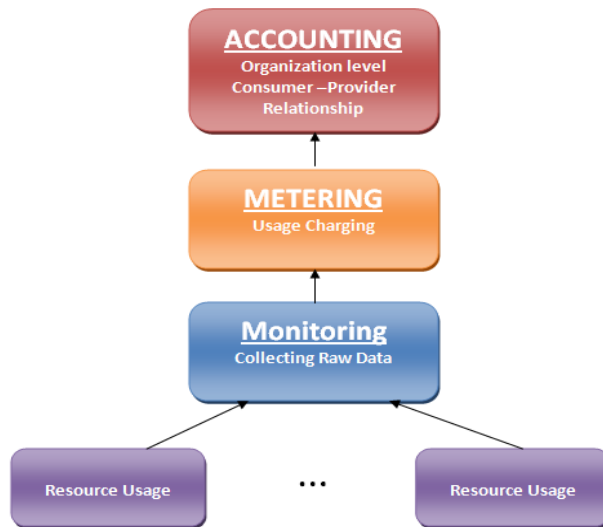 ACCOUNTING
Organization level
Consumer –Provider
Relationship
METERING
Usage Charging
Monitoring
Collecting Raw Data
Resource Usage
...
Resource Usage